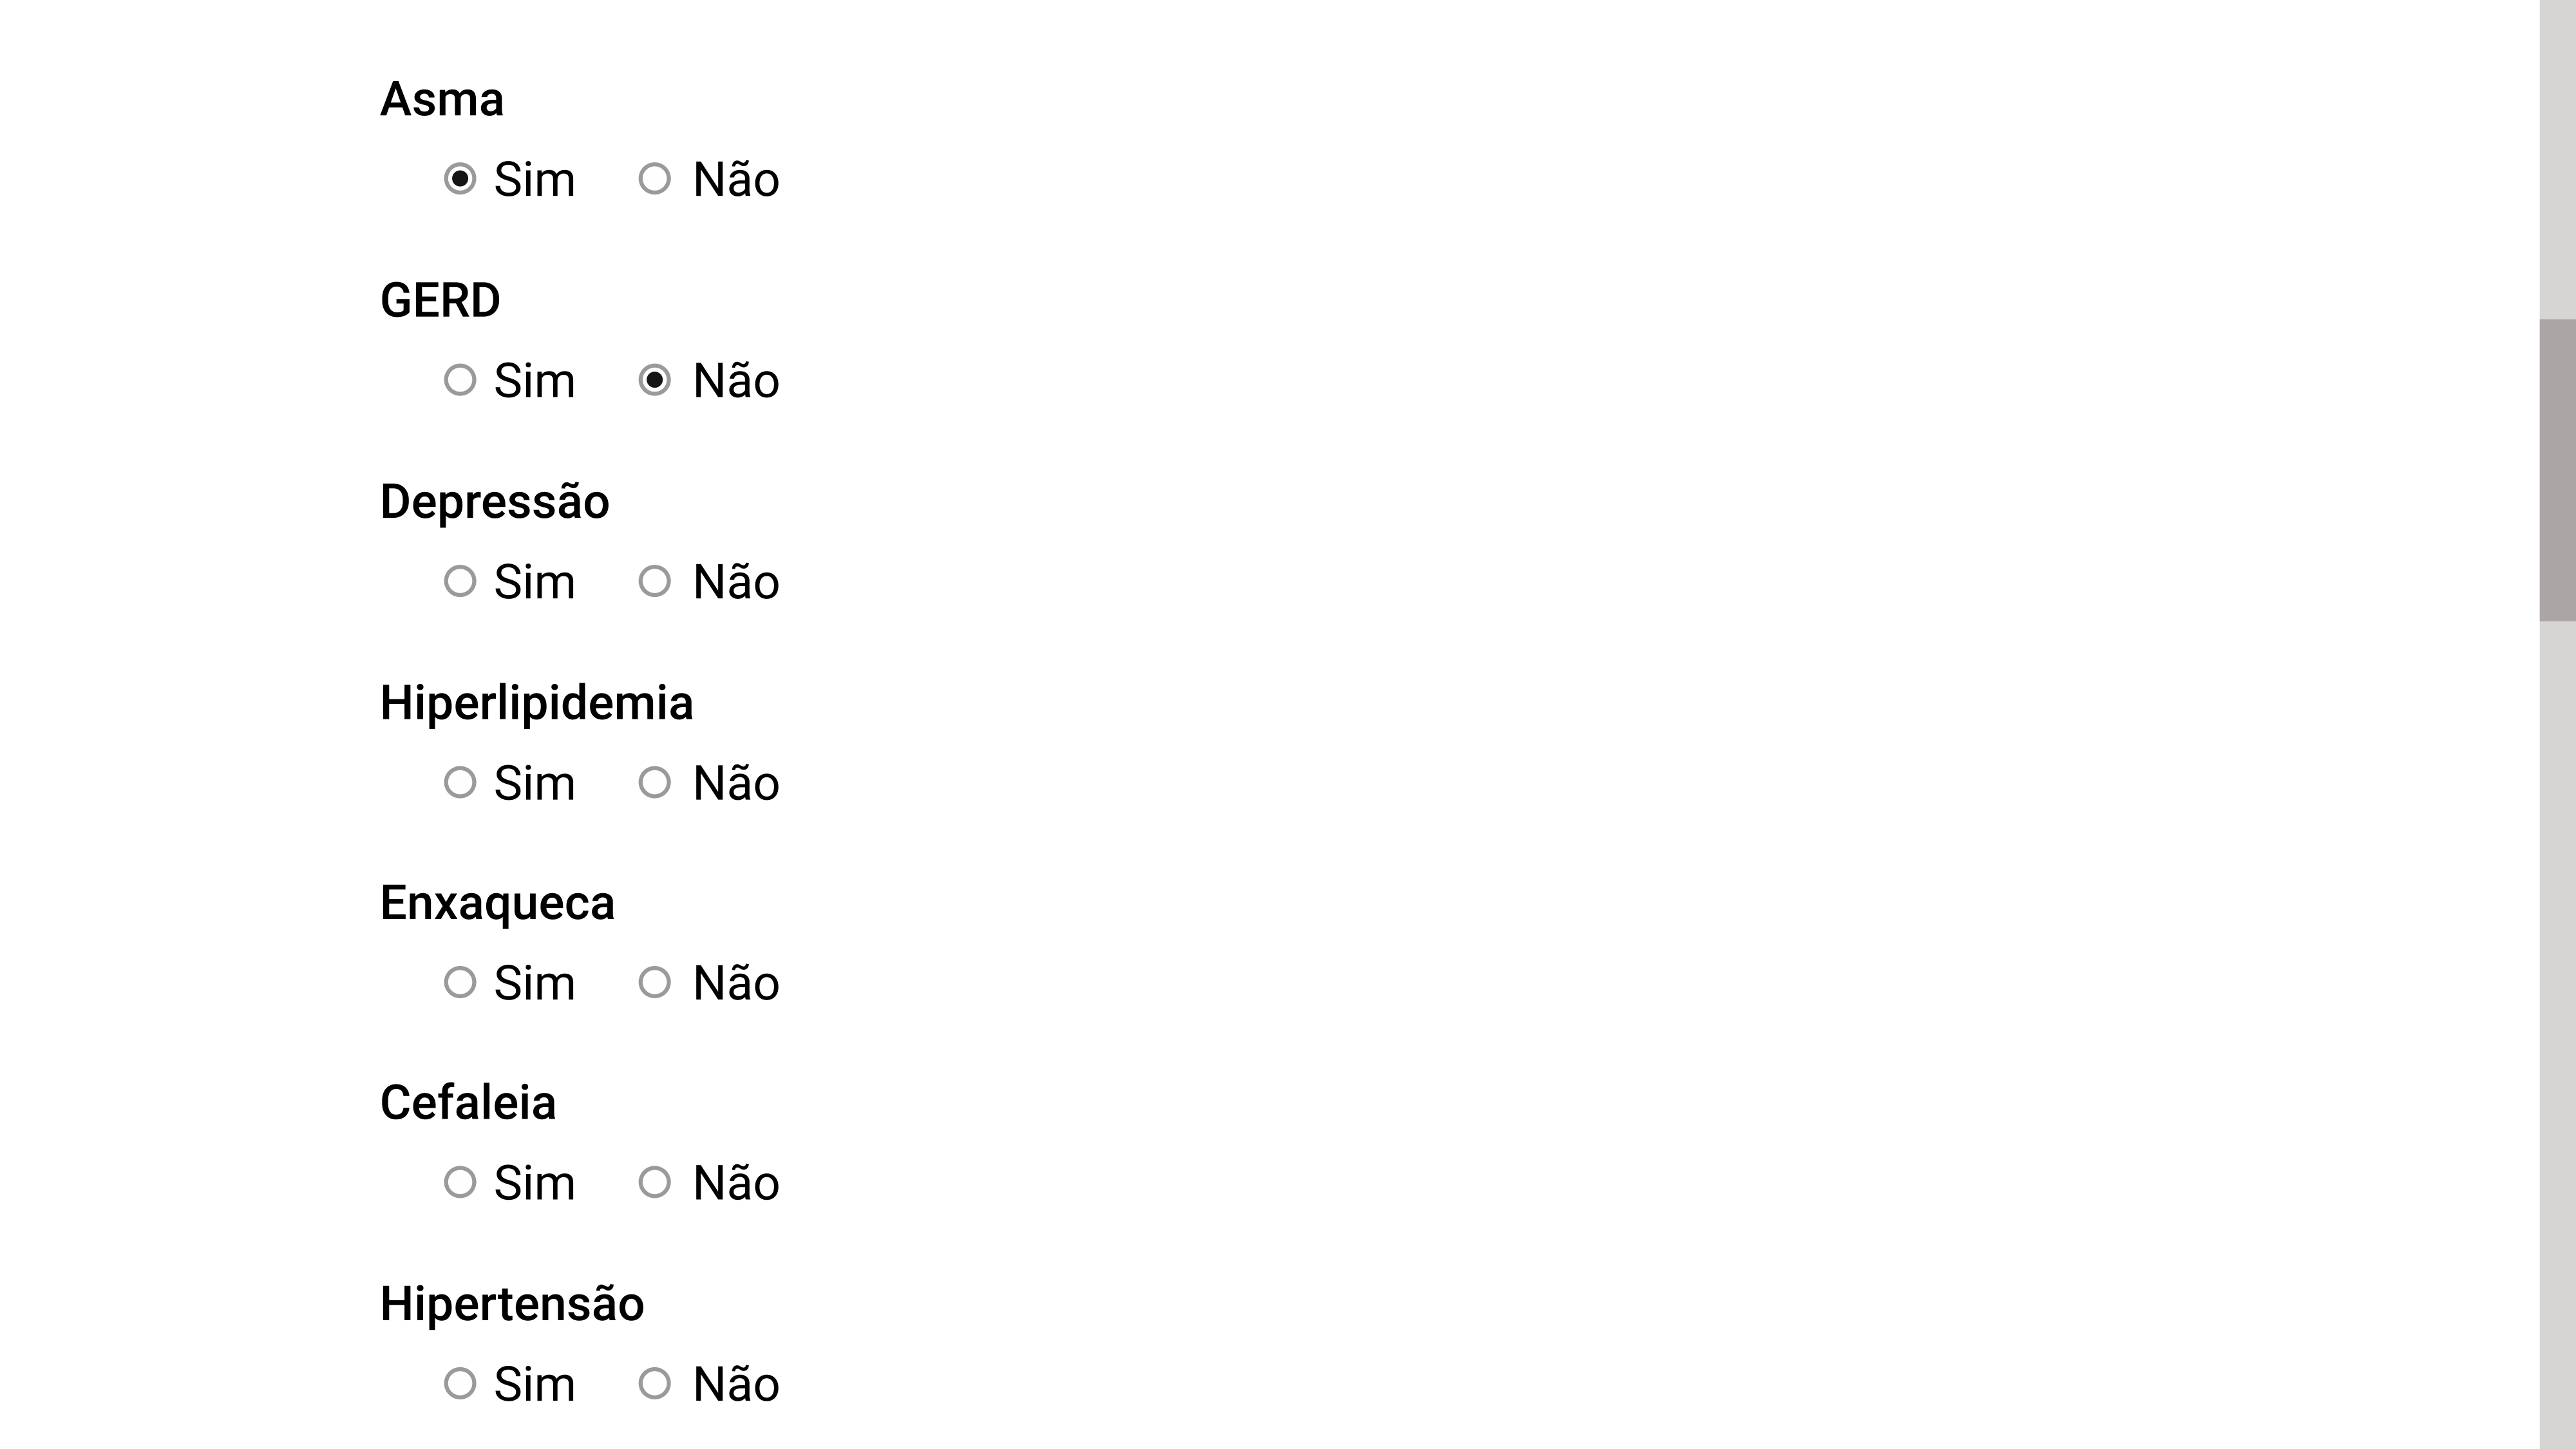 Asma
Sim Não
GERD
Sim Não
Depressão
Sim Não
Hiperlipidemia
Sim Não
Enxaqueca
Sim Não
Cefaleia
Sim Não
Hipertensão
Sim Não